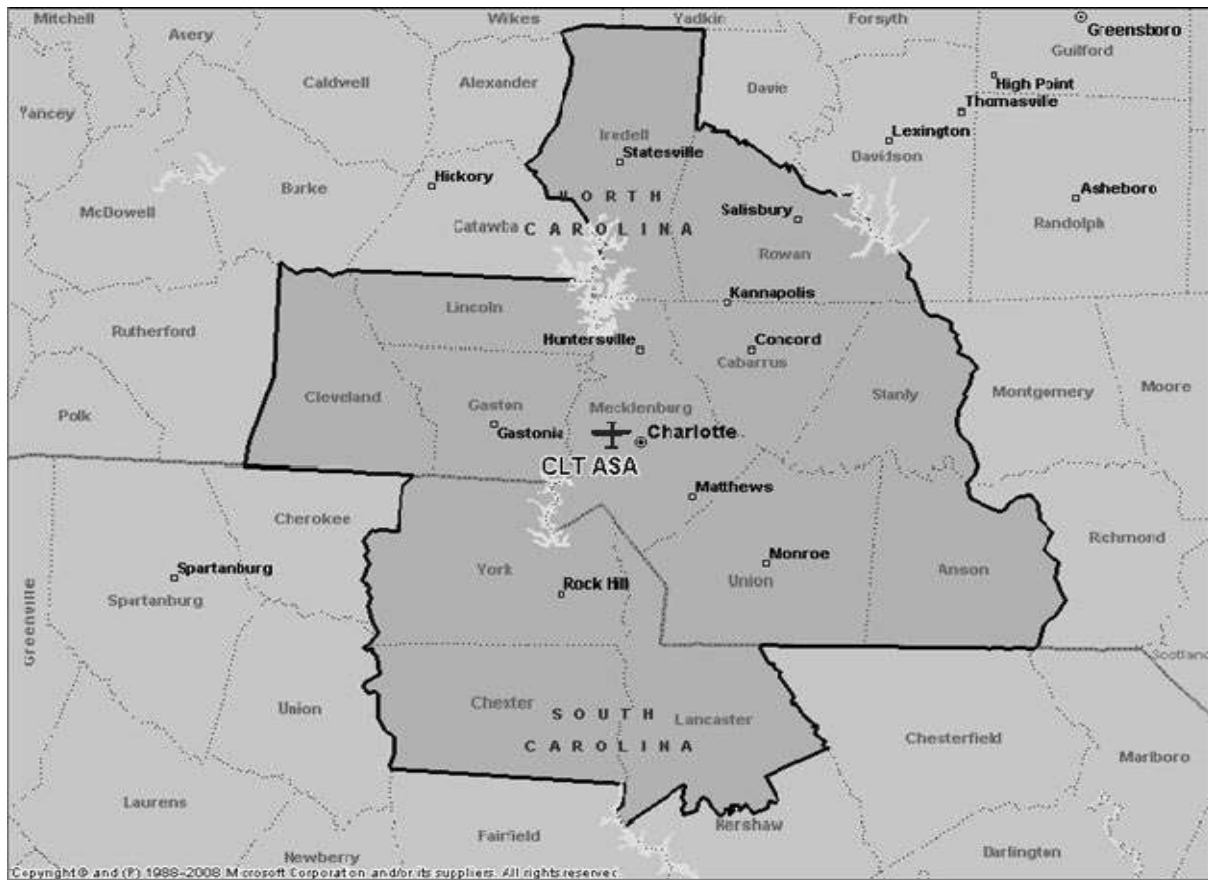 Mitchell
Wikes
Yadkin
Forsyth
Greensboro
Avery
Guilford
Caldwell
Alexander
Davie
High Point
Thomasville
Yancey
Iredell
Lexington
Statesville
Davidson
Hickory
Burke
Asheboro
McDowell
NORTH
Salisbury
Catawba
CAROLINA
Randolph
Rowan
Kannapolis
Lincoln
Rutherford
Huntersville
Concord
Cabarrus
Montgomery
Moore
Cleveland
Gaston
Mecklenburg
Stanly
Polk
Gastonia
Charlotte
CLT ASA
Matthews
Cherokee
Richmond
Monroe
Spartanburg
York
Rock Hill
Union
Anson
Spartanburg
Greenville
Scotland
Chester
Union
SOUTH
Lancaster
CAROLINA
Chesterfield
Marlboro
Laurens
Kershaw
Fairfield
Newberry
Darlington
Copyright © and (P) 1988–2008 Microsoft Corporation and/or its suppliers. All rights reserved.